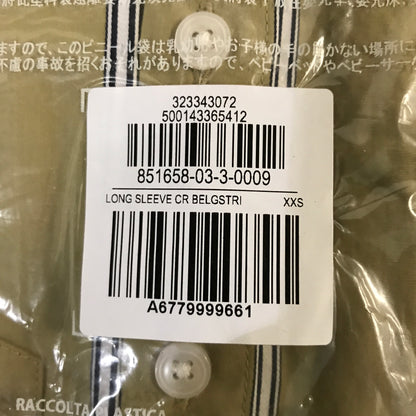 ますので、このビニール袋は乳幼児やお子様の手の届かない場所に
不慮の事故を招くおそれがありますので、ベビーベッドやベビーサー
323343072
500143365412
851658-03-3-0009
LONG SLEEVE CR BELGSTRI XXS
A6779999661
RACCOLTA PLASTICA